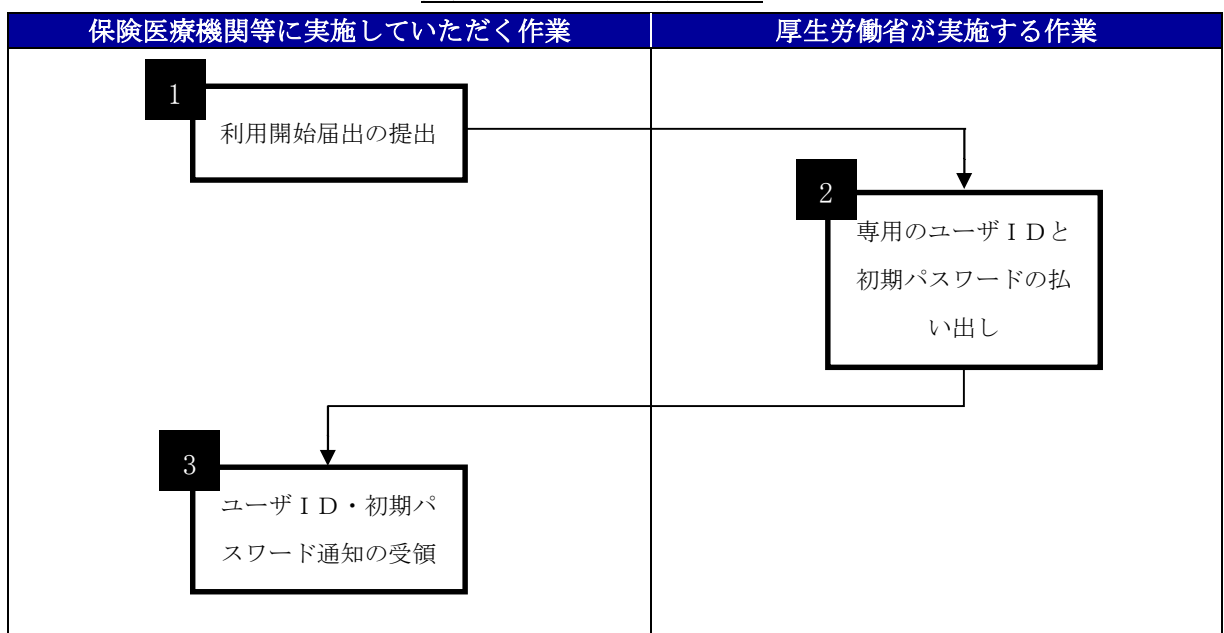 保険医療機関等に実施していただく作業
厚生労働省が実施する作業
1
利用開始届出の提出
2
専用のユーザＩＤと
初期パスワードの払
い出し
3
ユーザＩＤ・初期パ
スワード通知の受領